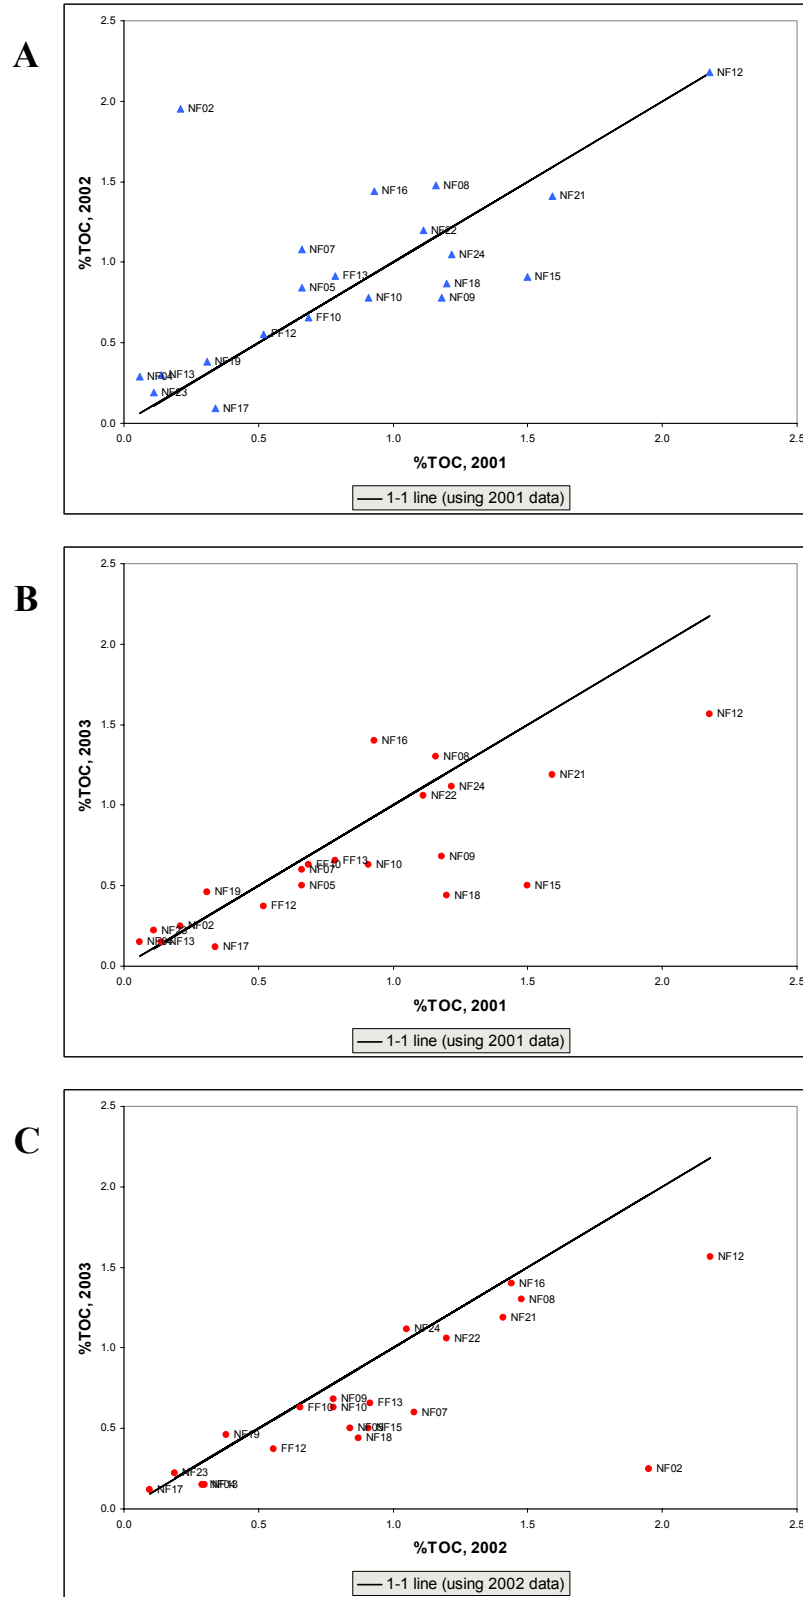 A
2.5
NF12
2.0
NF02
NF16
NF08
1.5
NF21
NF22
NF07
NF24
1.0
FF13
NF18
NF15
NF05
NF10
NF09
FF10
FF12
0.5
NF19
NF04
NF13
NF23
NF17
0.0
%TOC, 2002
0.0 0.5 1.0 1.5 2.0 2.5
%TOC, 2001
1-1 line (using 2001 data)
B
2.5
2.0
NF12
1.5
NF16
NF08
NF21
NF24
NF22
1.0
NF09
FF10
FF13
NF10
NF07
NF05
NF15
0.5
NF19
NF18
FF12
NF02
NF23
NF04
NF13
NF17
0.0
%TOC, 2003
0.0 0.5 1.0 1.5 2.0 2.5
%TOC, 2001
1-1 line (using 2001 data)
C
2.5
2.0
NF12
1.5
NF16
NF08
NF21
NF24
NF22
1.0
NF09
FF13
FF10
NF10
NF07
NF05
NF15
0.5
NF19
NF18
FF12
NF02
NF23
NF04
NF13
NF17
0.0
%TOC, 2003
0.0 0.5 1.0 1.5 2.0 2.5
%TOC, 2002
1-1 line (using 2002 data)